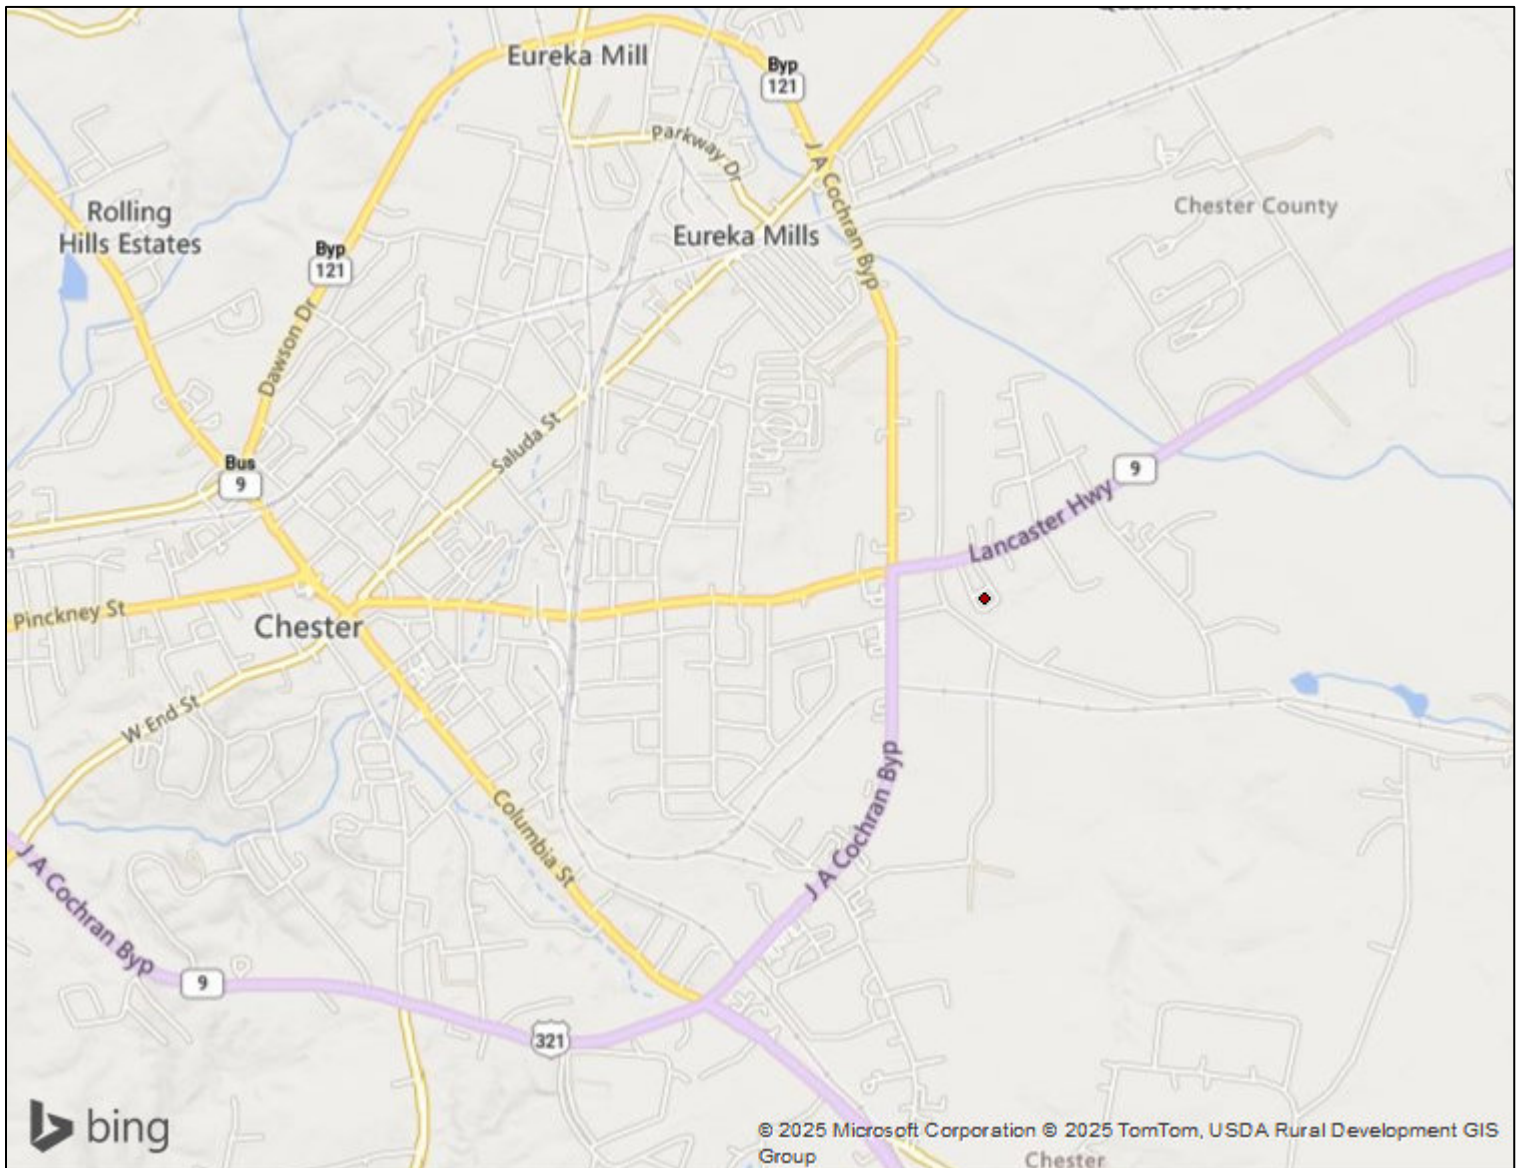 Eureka Mill
Byp
121
Parkway Dr
J A Cochran Byp
Chester County
Rolling
Hills Estates
Eureka Mills
Byp
121
Dawson Dr
Saluda St
Bus
9
9
Lancaster Hwy
Pinckney St
Chester
W End St
J A Cochran Byp
Columbia St
J A Cochran Byp
9
321
bing
© 2025 Microsoft Corporation © 2025 TomTom, USDA Rural Development GIS
Group
Chester